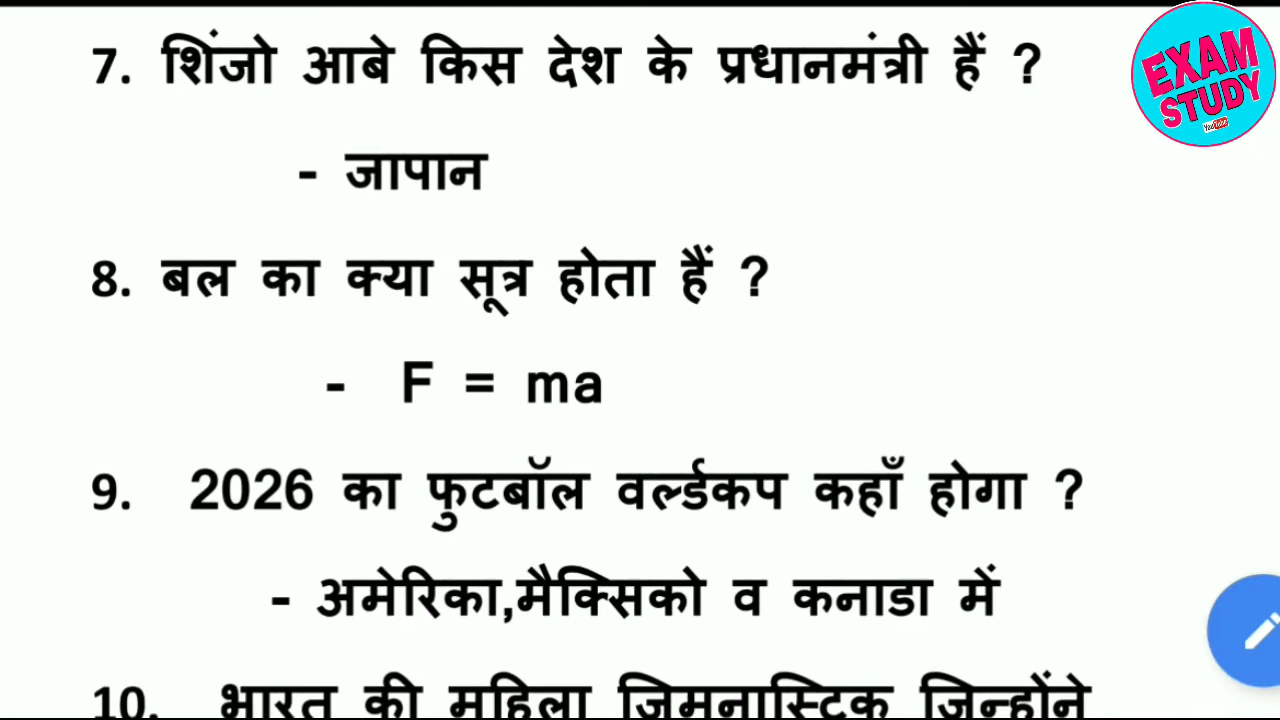 7. शिंजो आबे किस देश के प्रधानमंत्री हैं ?
EXAM
STUDY
YouTube
- जापान
8. बल का क्या सूत्र होता हैं ?
- F = ma
9. 2026 का फुटबॉल वर्ल्डकप कहाँ होगा ?
- अमेरिका,मैक्सिको व कनाडा में
10. भारत की महिला जिमनास्टिक जिन्होंने